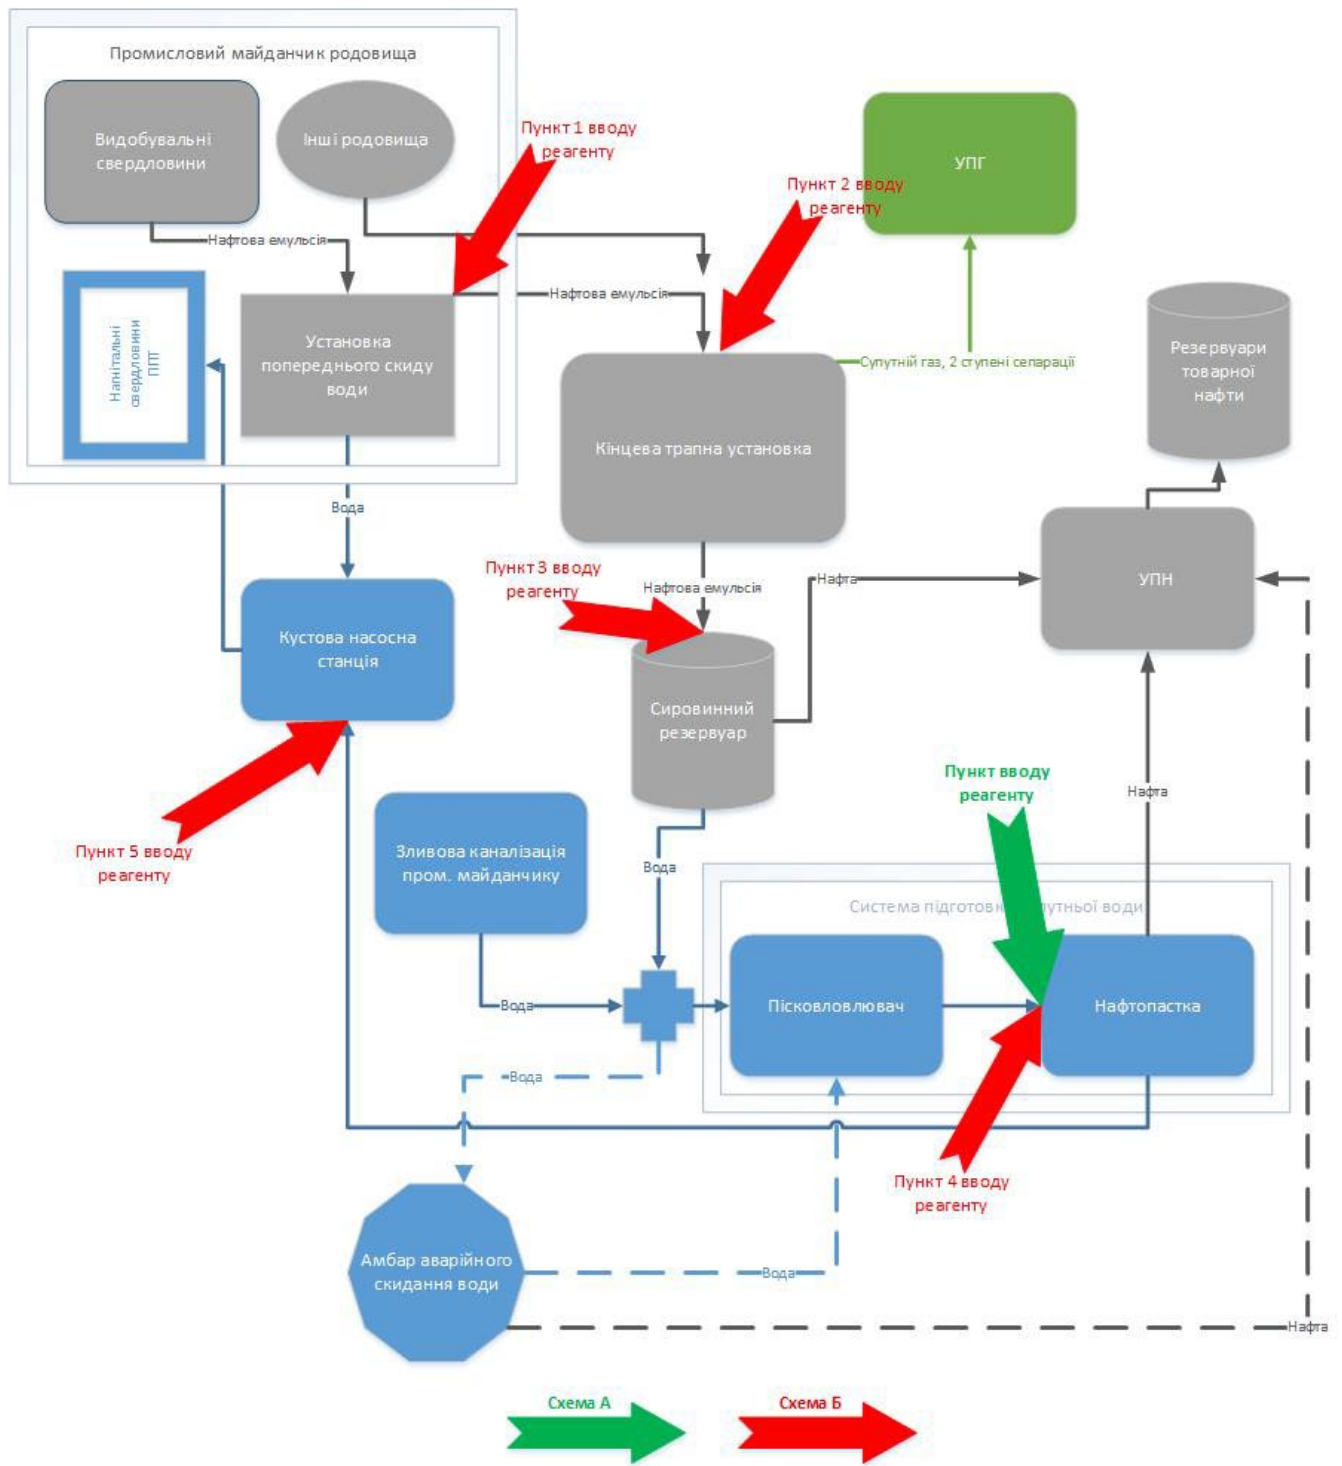 Промисловий майданчик родовища
Видобувальні
свердловини
Інші родовища
Пункт 1 вводу
реагенту
Пункт 2 вводу
реагенту
УПГ
Нафтова емульсія
Нафтова емульсія
Нагнітальні
свердловини
ППТ
Установка
попереднього скиду
води
Супутній газ, 2 ступені сепарації
Резервуари
товарної
нафти
Кінцева трапна установка
Вода
Пункт 3 вводу
реагенту
Нафтова емульсія
Нафта
УПН
Кустова насосна
станція
Сировинний
резервуар
Пункт вводу
реагенту
Нафта
Пункт 5 вводу
реагенту
Зливова каналізація
пром. майданчику
Вода
Система підготовк путньої води
Вода
Пісковловлювач
Нафтопастка
Вода
Пункт 4 вводу
реагенту
Амбар аварійного
скидання води
Вода
Нафта
Схема А
Схема Б